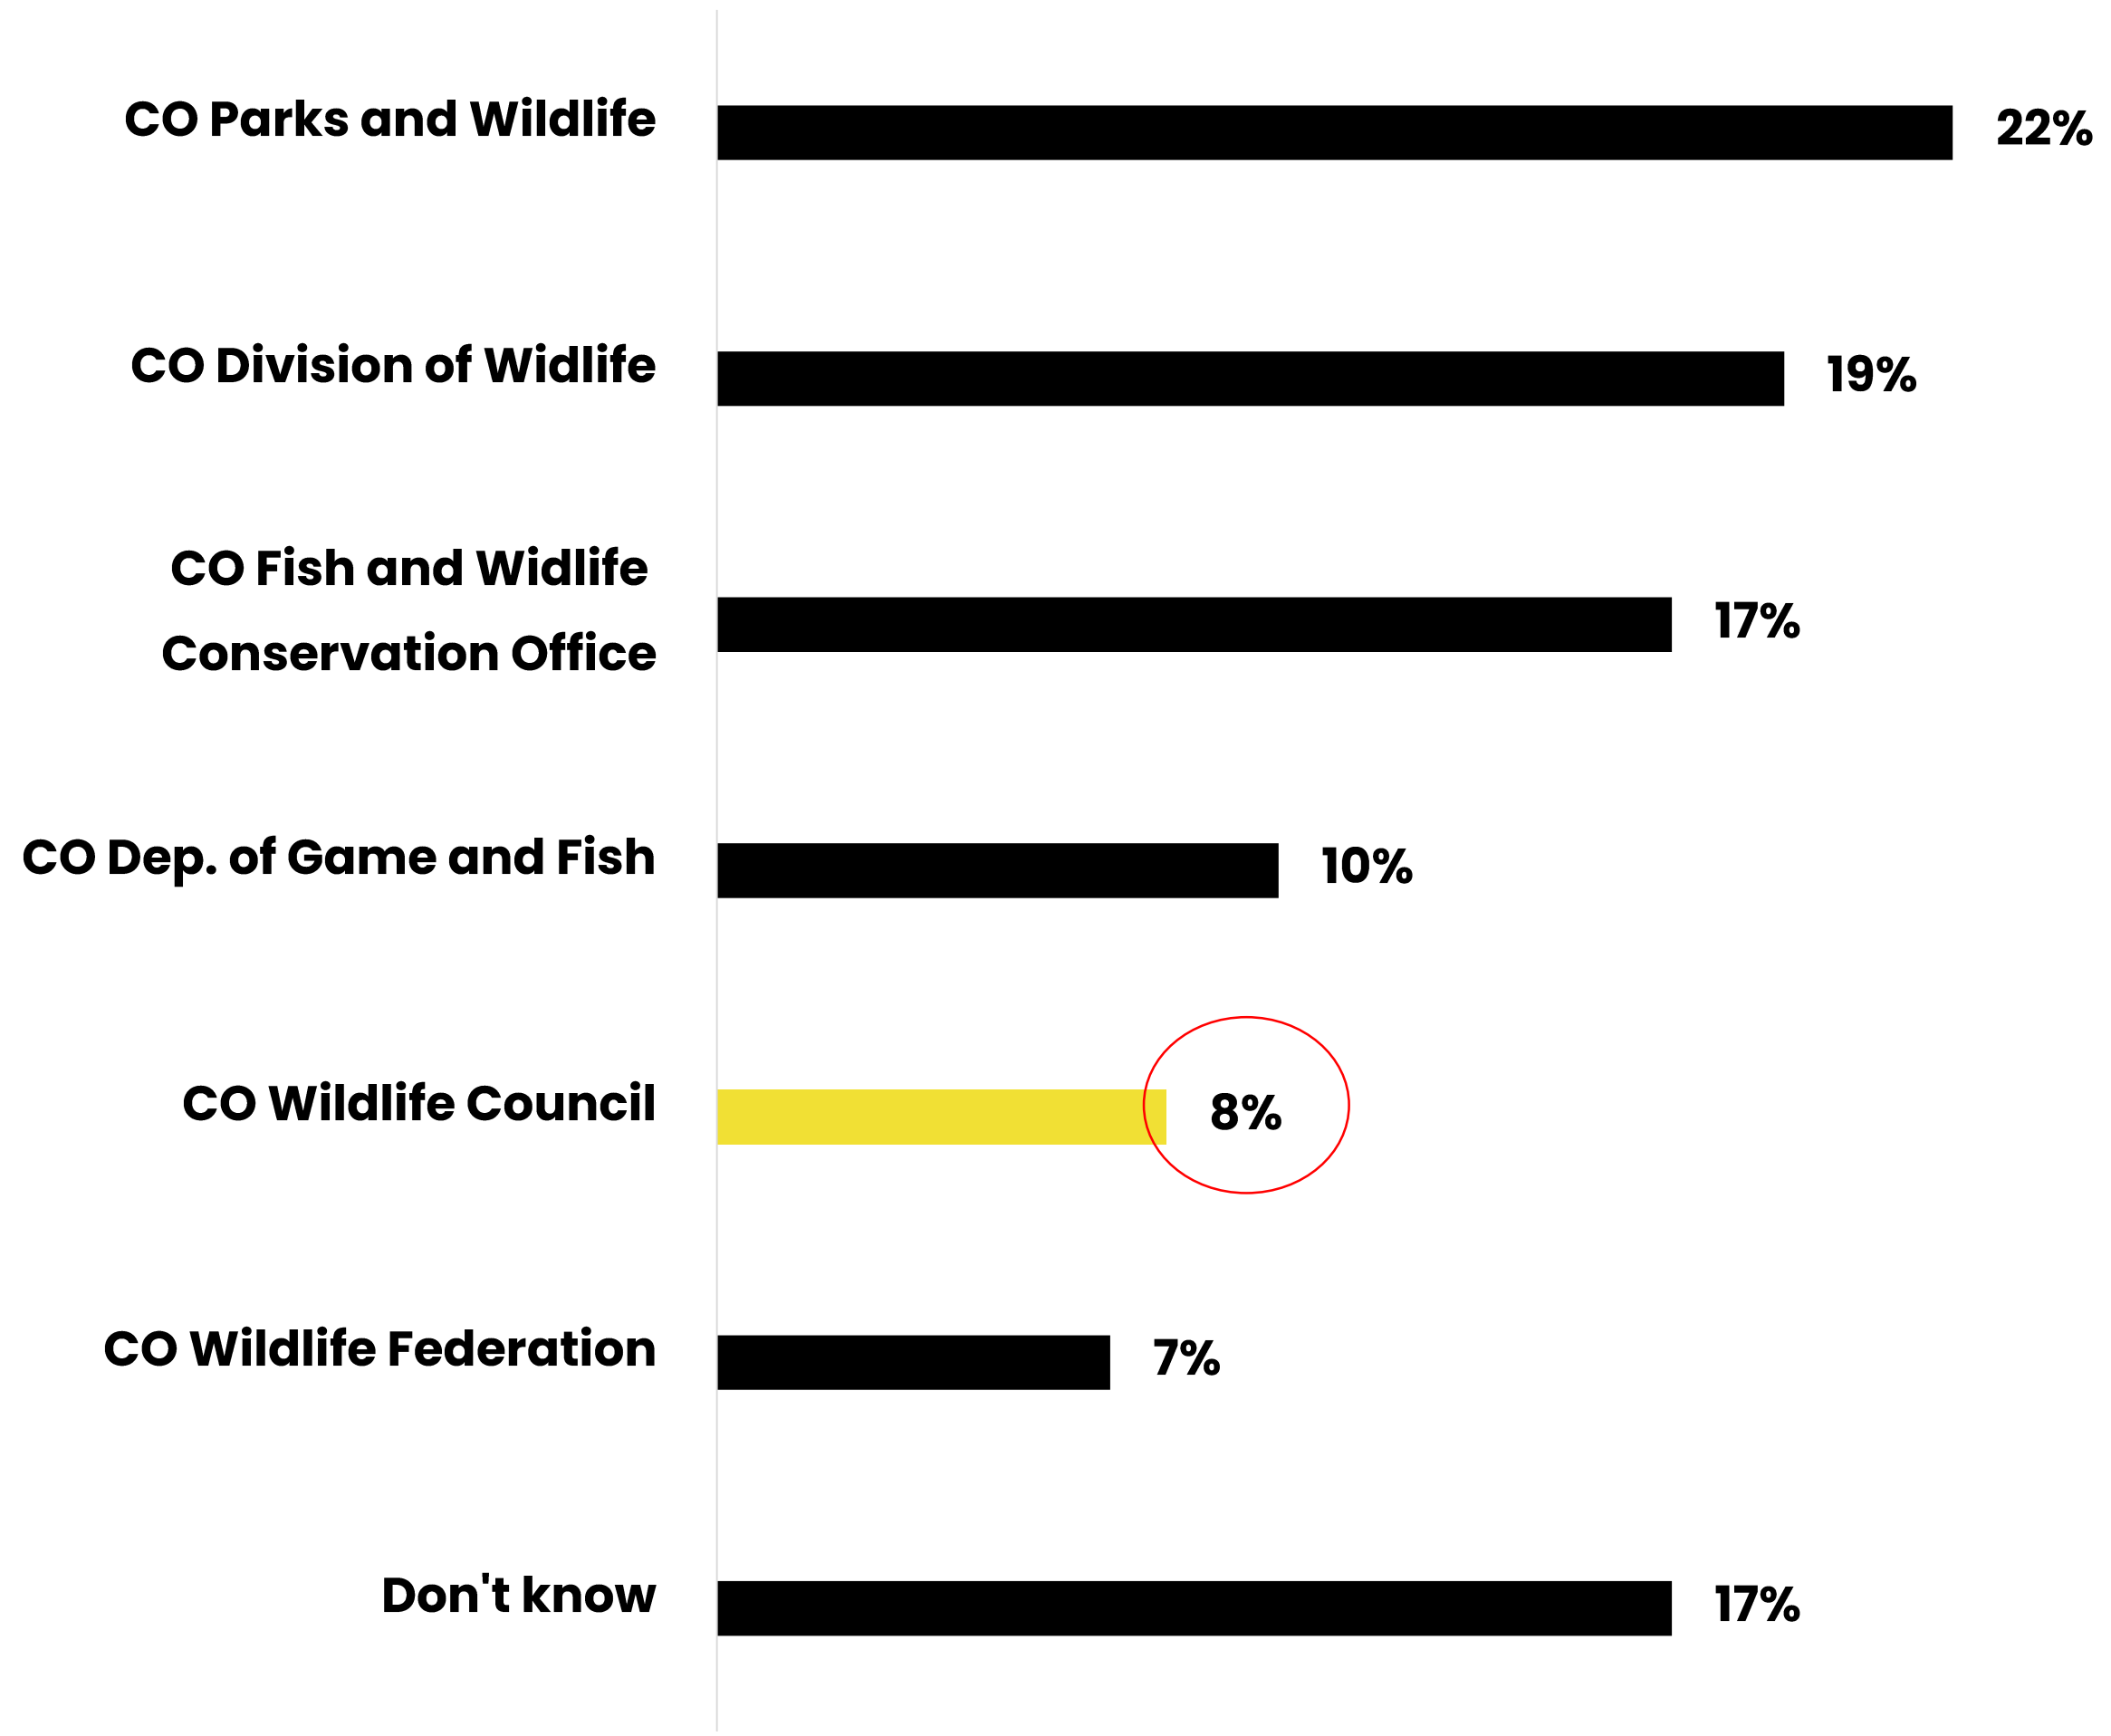 CO Parks and Wildlife
22%
CO Division of Widlife
19%
CO Fish and Widlife
Conservation Office
17%
CO Dep. of Game and Fish
10%
CO Wildlife Council
8%
CO Wildlife Federation
7%
Don't know
17%